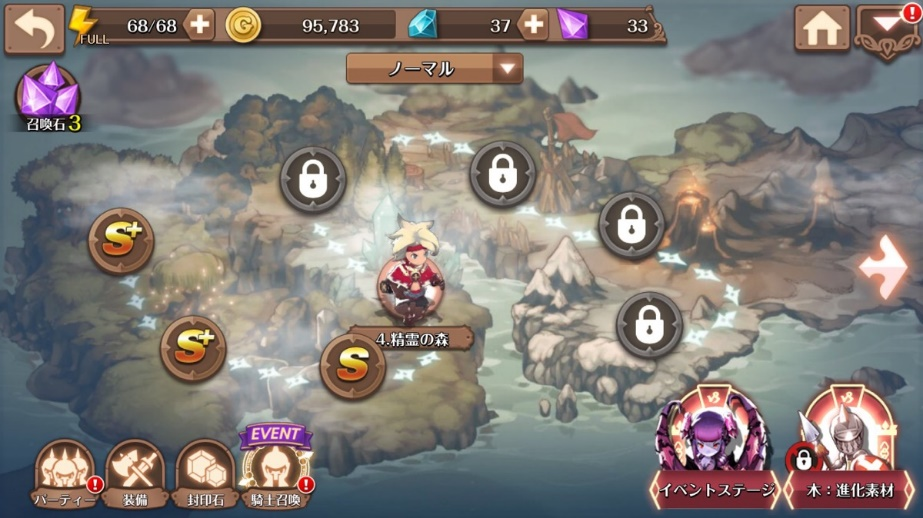 FULL 68/68
95,783
37
33
ノーマル
召喚石3
S+
S+
S
4.精霊の森
EVENT
パーティー
装備
封印石
騎士召喚
イベントステージ
木：進化素材